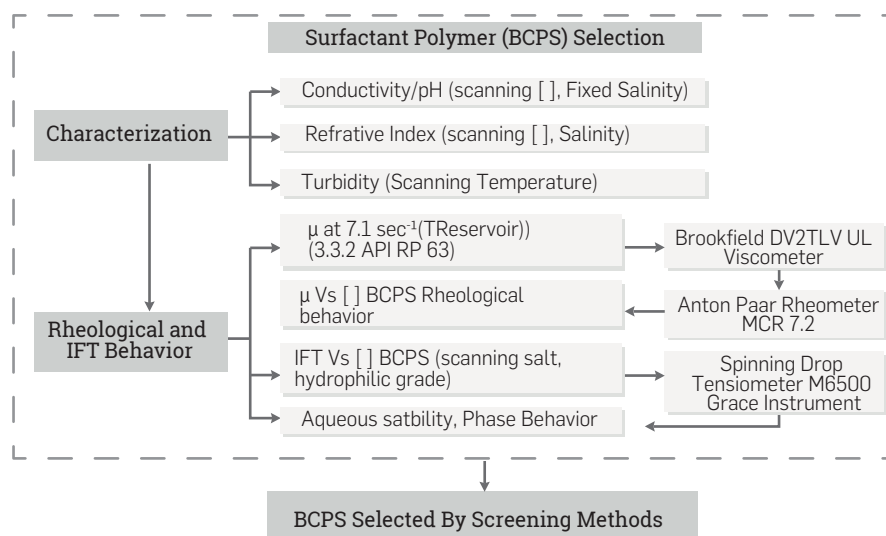 Surfactant Polymer (BCPS) Selection
Characterization
Conductivity/pH (scanning [ ], Fixed Salinity)
Refrative Index (scanning [ ], Salinity)
Turbidity (Scanning Temperature)
Rheological and
IFT Behavior
µ at 7.1 sec⁻¹(TReservoir))
(3.3.2 API RP 63)
Brookfield DV2TLV UL
Viscometer
µ Vs [ ] BCPS Rheological
behavior
Anton Paar Rheometer
MCR 7.2
IFT Vs [ ] BCPS (scanning salt,
hydrophilic grade)
Spinning Drop
Tensiometer M6500
Grace Instrument
Aqueous satbility, Phase Behavior
BCPS Selected By Screening Methods